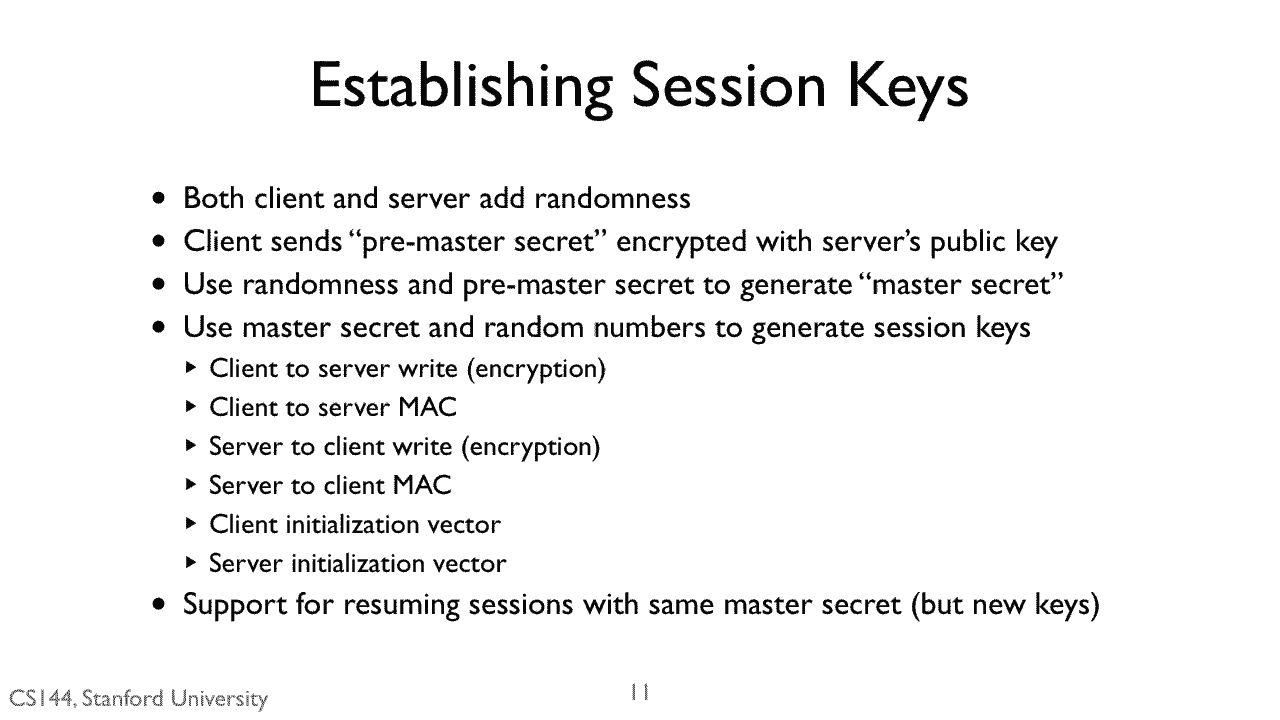 Establishing Session Keys
• Both client and server add randomness
• Client sends “pre-master secret” encrypted with server’s public key
• Use randomness and pre-master secret to generate “master secret”
• Use master secret and random numbers to generate session keys
‣ Client to server write (encryption)
‣ Client to server MAC
‣ Server to client write (encryption)
‣ Server to client MAC
‣ Client initialization vector
‣ Server initialization vector
• Support for resuming sessions with same master secret (but new keys)
CS144, Stanford University
11